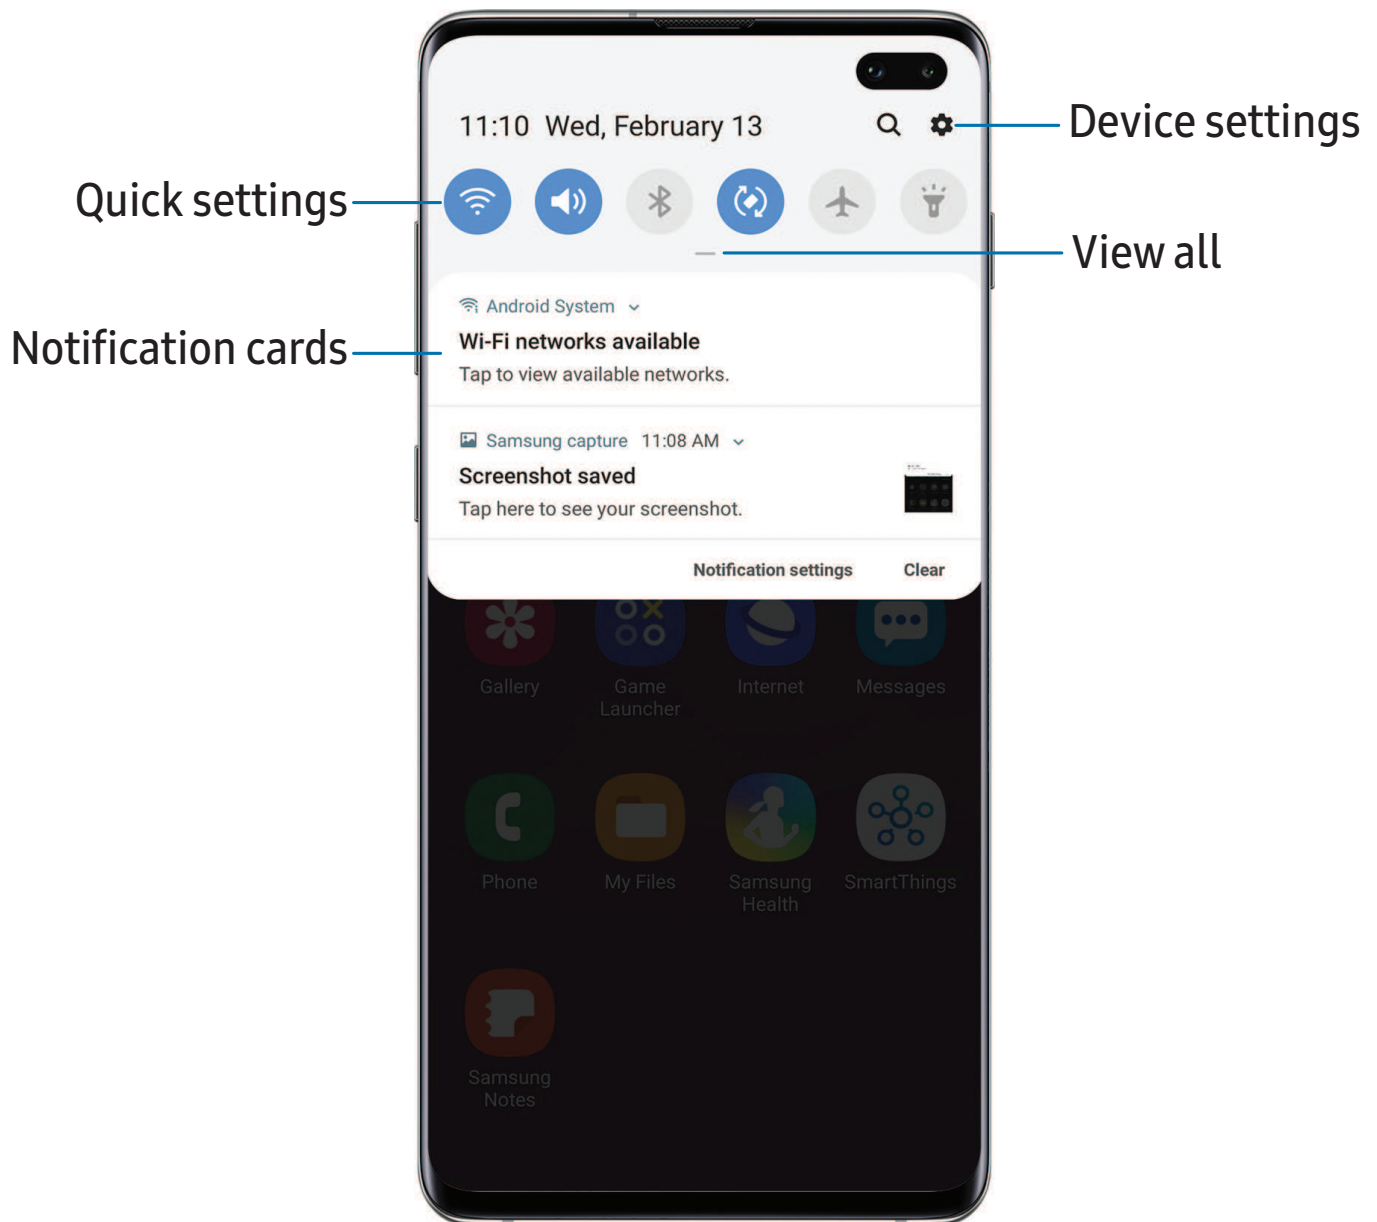 11:10 Wed, February 13
Device settings
Quick settings
View all
Android System
Notification cards
Wi-Fi networks available
Tap to view available networks.
Samsung capture 11:08 AM
Screenshot saved
Tap here to see your screenshot.
Notification settings Clear
Gallery Game Launcher Internet Messages
Phone My Files Samsung Health SmartThings
Samsung
Notes